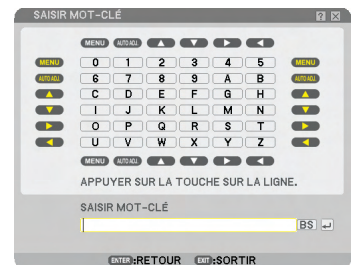 SAISIR MOT-CLÉ
MENU AUTO ADJ.
MENU 0 1 2 3 4 5 MENU
AUTO ADJ. 6 7 8 9 A B AUTO ADJ.
C D E F G H
I J K L M N
O P Q R S T
U V W X Y Z
MENU AUTO ADJ.
APPUYER SUR LA TOUCHE SUR LA LIGNE.
SAISIR MOT-CLÉ
BS
ENTER :RETOUR EXIT :SORTIR